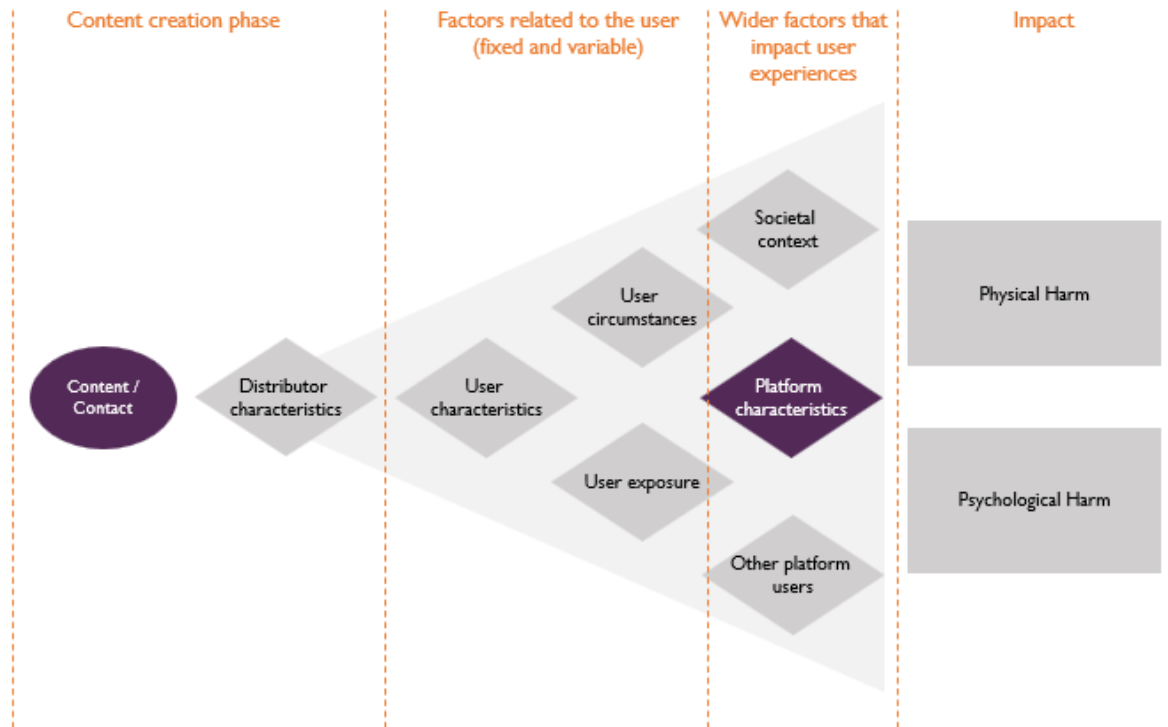 Content creation phase
Factors related to the user
(fixed and variable)
Wider factors that
impact user
experiences
Impact
Societal
context
User
circumstances
Physical Harm
Content /
Contact
Distributor
characteristics
User
characteristics
Platform
characteristics
User exposure
Psychological Harm
Other platform
users